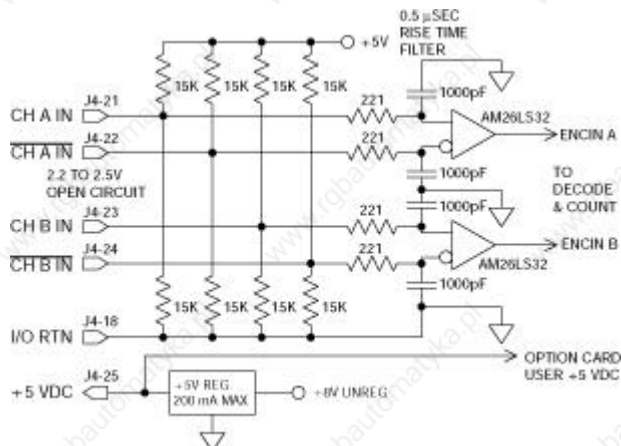 0.5 µSEC
RISE TIME
FILTER
+5V
15K 15K 15K 15K
1000pF
J4-21
CH A IN
221
AM26LS32
ENCIN A
J4-22
CH A IN
221
2.2 TO 2.5V
OPEN CIRCUIT
1000pF
1000pF
TO
DECODE
& COUNT
J4-23
CH B IN
221
ENCIN B
J4-24
CH B IN
221
AM26LS32
1000pF
15K 15K 15K 15K
J4-18
I/O RTN
OPTION CARD
USER +5 VDC
J4-25
+5 VDC
+5V REG
200 mA MAX
+8V UNREG
www.rgbautomatyka.pl